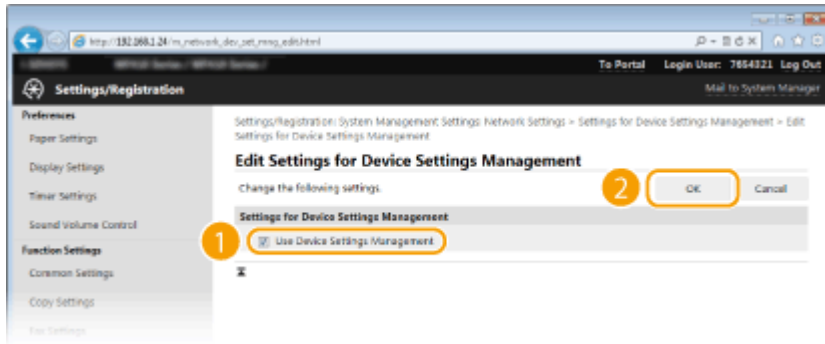 http://192.168.1.24/m_network_dev_set_mng_edit.html
To Portal Login User: 7654321 Log Out
Settings/Registration
Mail to System Manager
Preferences
Paper Settings
Display Settings
Timer Settings
Sound Volume Control
Function Settings
Common Settings
Copy Settings
Fax Settings
Settings/Registration: System Management Settings: Network Settings > Settings for Device Settings Management > Edit
Settings for Device Settings Management
Edit Settings for Device Settings Management
Change the following settings.
2
OK
Cancel
Settings for Device Settings Management
1
Use Device Settings Management